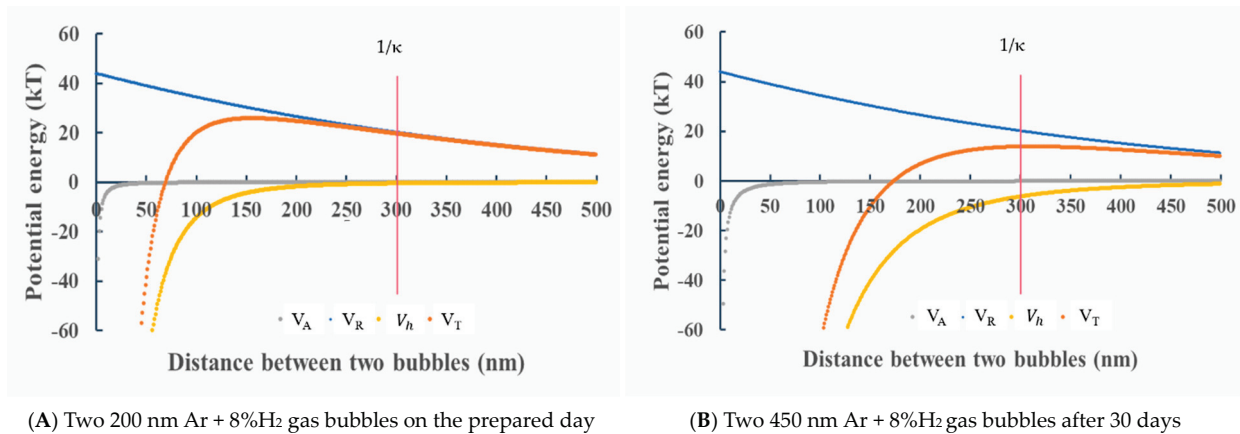 60
40
20
0
-20
-40
-60
Potential energy (kT)
1/κ
0 50 100 150 200 250 300 350 400 450 500
V_A V_R V_h V_T
Distance between two bubbles (nm)
(A) Two 200 nm Ar + 8%H₂ gas bubbles on the prepared day
60
40
20
0
-20
-40
-60
Potential energy (kT)
1/κ
0 50 100 150 200 250 300 350 400 450 500
V_A V_R V_h V_T
Distance between two bubbles (nm)
(B) Two 450 nm Ar + 8%H₂ gas bubbles after 30 days